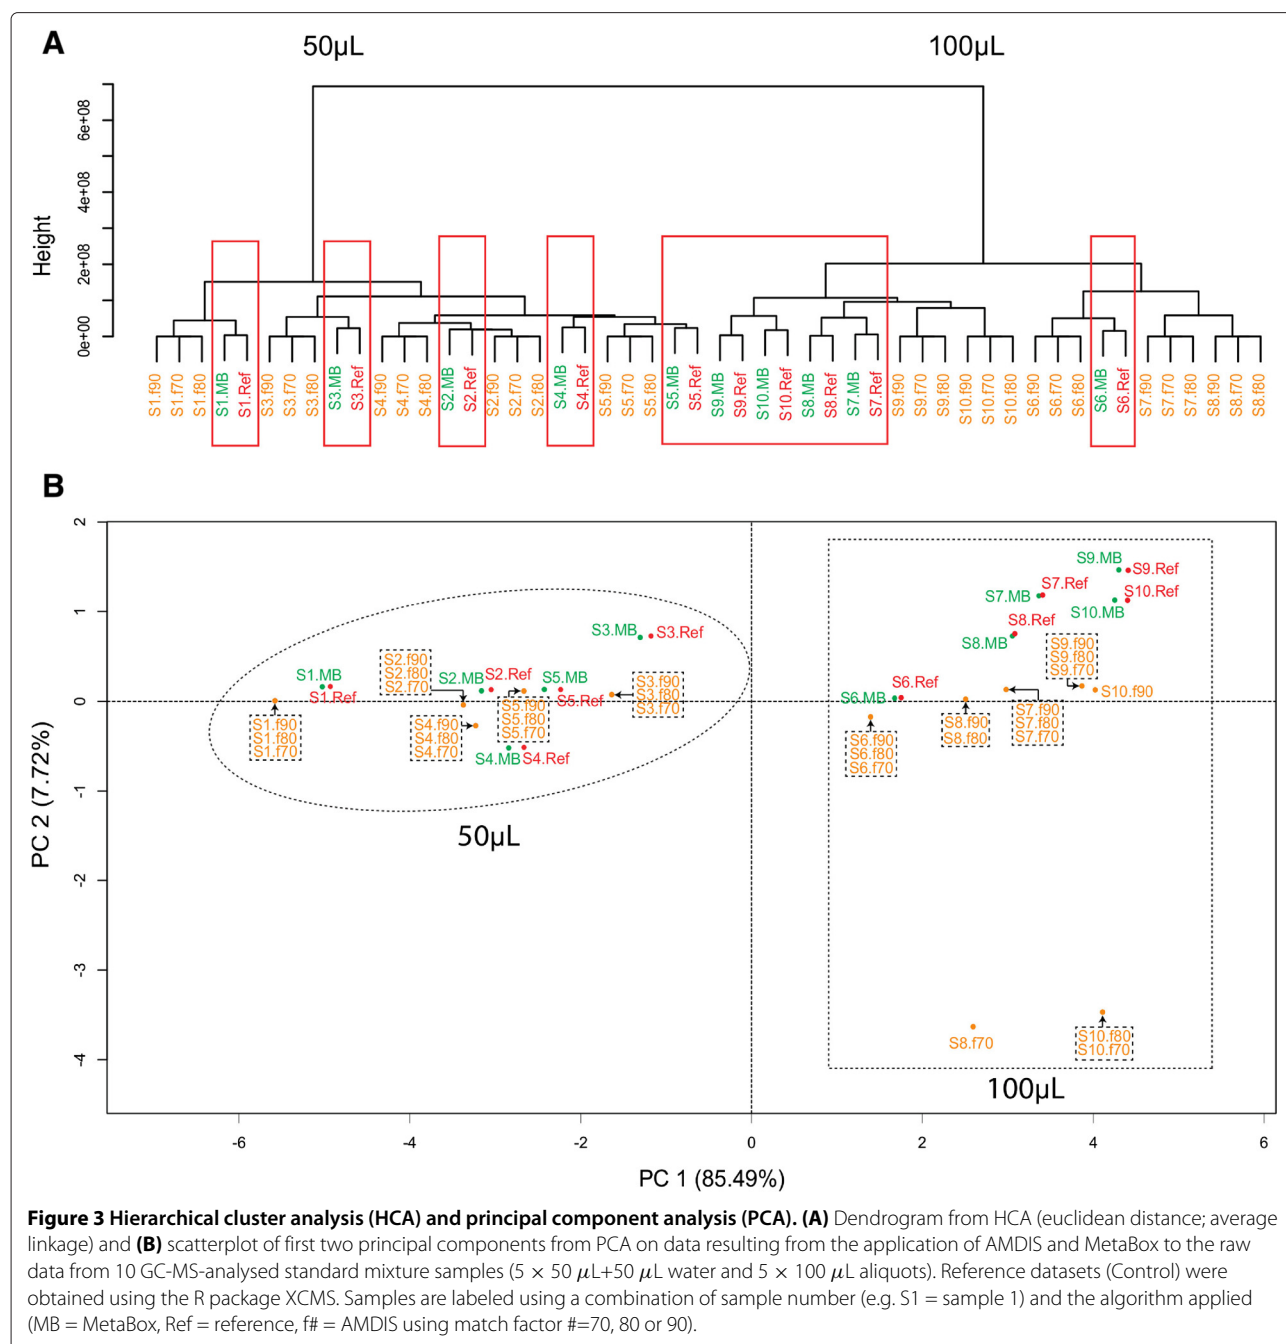 A
50µL
100µL
Height
0e+00
2e+08
4e+08
6e+08
S1.f90
S1.f70
S1.f80
S1.MB
S1.Ref
S3.f90
S3.f70
S3.f80
S3.MB
S3.Ref
S4.f90
S4.f70
S4.f80
S2.MB
S2.Ref
S2.f90
S2.f70
S2.f80
S4.MB
S4.Ref
S5.f90
S5.f70
S5.f80
S5.MB
S5.Ref
S9.MB
S9.Ref
S10.MB
S10.Ref
S8.MB
S8.Ref
S7.MB
S7.Ref
S9.f90
S9.f70
S9.f80
S10.f90
S10.f70
S10.f80
S6.f90
S6.f70
S6.f80
S6.MB
S6.Ref
S7.f90
S7.f70
S7.f80
S8.f90
S8.f70
S8.f80
B
PC 2 (7.72%)
2
1
0
-1
-2
-3
-4
S1.MB
S1.Ref
S1.f90
S1.f80
S1.f70
S2.f90
S2.f80
S2.f70
S2.MB
S2.Ref
S4.f90
S4.f80
S4.f70
S5.f90
S5.f80
S5.f70
S5.MB
S5.Ref
S4.MB
S4.Ref
S3.MB
S3.Ref
S3.f90
S3.f80
S3.f70
50µL
S9.MB
S9.Ref
S7.MB
S7.Ref
S10.MB
S10.Ref
S8.MB
S8.Ref
S9.f90
S9.f80
S9.f70
S10.f90
S6.MB
S6.Ref
S6.f90
S6.f80
S6.f70
S8.f90
S8.f80
S7.f90
S7.f80
S7.f70
S8.f70
S10.f80
S10.f70
100µL
-6
-4
-2
0
2
4
6
PC 1 (85.49%)
Figure 3 Hierarchical cluster analysis (HCA) and principal component analysis (PCA). (A) Dendrogram from HCA (euclidean distance; average
linkage) and (B) scatterplot of first two principal components from PCA on data resulting from the application of AMDIS and MetaBox to the raw
data from 10 GC-MS-analysed standard mixture samples (5 × 50 µL+50 µL water and 5 × 100 µL aliquots). Reference datasets (Control) were
obtained using the R package XCMS. Samples are labeled using a combination of sample number (e.g. S1 = sample 1) and the algorithm applied
(MB = MetaBox, Ref = reference, f# = AMDIS using match factor #=70, 80 or 90).